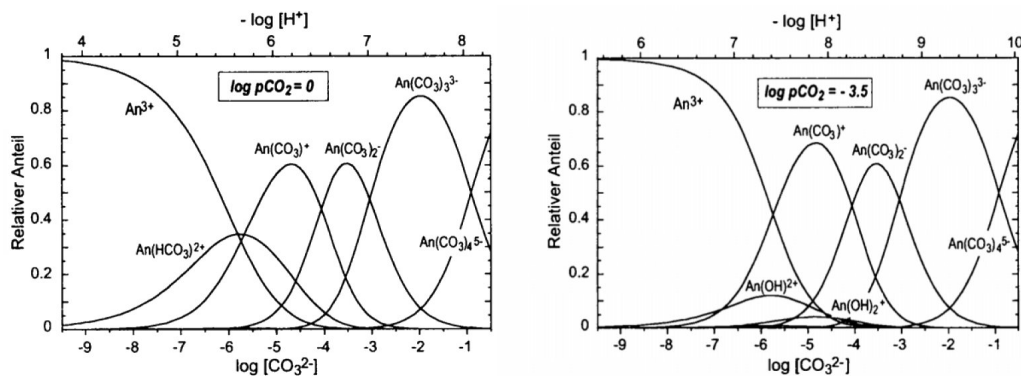 - log [H⁺]
4 5 6 7 8
log pCO₂ = 0
An³⁺
An(CO₃)₃³⁻
An(CO₃)⁺
An(CO₃)₂⁻
An(HCO₃)²⁺
An(CO₃)₄⁵⁻
Relativer Anteil
1
0.8
0.6
0.4
0.2
0
-9 -8 -7 -6 -5 -4 -3 -2 -1
log [CO₃²⁻]
- log [H⁺]
6 7 8 9 10
log pCO₂ = - 3.5
An³⁺
An(CO₃)₃³⁻
An(CO₃)⁺
An(CO₃)₂⁻
An(CO₃)₄⁵⁻
An(OH)²⁺
An(OH)₂⁺
Relativer Anteil
1
0.8
0.6
0.4
0.2
0
-9 -8 -7 -6 -5 -4 -3 -2 -1
log [CO₃²⁻]